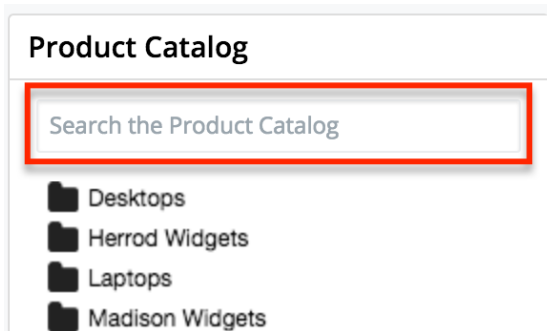 Product Catalog
Search the Product Catalog
Desktops
Herrod Widgets
Laptops
Madison Widgets